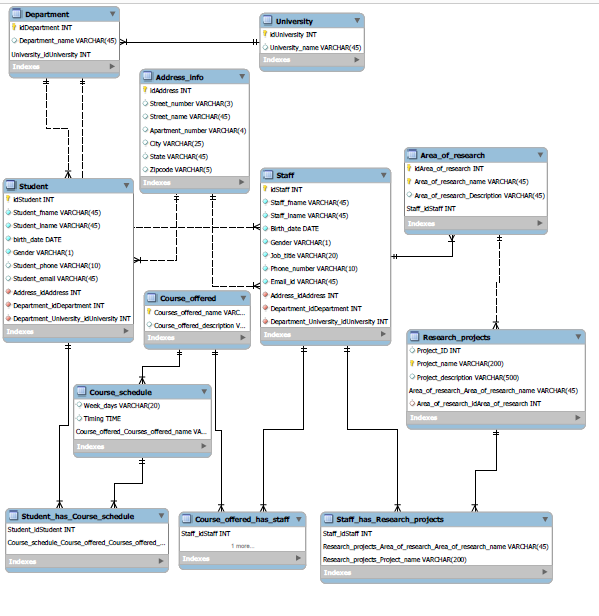 Department
idDepartment INT
Department_name VARCHAR(45)
University_idUniversity INT
Indexes
University
idUniversity INT
University_name VARCHAR(45)
Indexes
Address_info
idAddress INT
Street_number VARCHAR(3)
Street_name VARCHAR(45)
Apartment_number VARCHAR(4)
City VARCHAR(25)
State VARCHAR(45)
Zipcode VARCHAR(5)
Indexes
Area_of_research
idArea_of_research INT
Area_of_research_name VARCHAR(45)
Area_of_research_Description VARCHAR(45)
Staff_idStaff INT
Indexes
Student
idStudent INT
Student_fname VARCHAR(45)
Student_lname VARCHAR(45)
birth_date DATE
Gender VARCHAR(1)
Student_phone VARCHAR(10)
Student_email VARCHAR(45)
Address_idAddress INT
Department_idDepartment INT
Department_University_idUniversity INT
Indexes
Staff
idStaff INT
Staff_fname VARCHAR(45)
Staff_lname VARCHAR(45)
Birth_date DATE
Gender VARCHAR(1)
Job_title VARCHAR(20)
Phone_number VARCHAR(10)
Email_id VARCHAR(45)
Address_idAddress INT
Department_idDepartment INT
Department_University_idUniversity INT
Indexes
Course_offered
Courses_offered_name VARC...
Course_offered_description V...
Indexes
Research_projects
Project_ID INT
Project_name VARCHAR(200)
Project_description VARCHAR(500)
Area_of_research_Area_of_research_name VARCHAR(45)
Area_of_research_idArea_of_research INT
Indexes
Course_schedule
Week_days VARCHAR(20)
Timing TIME
Course_offered_Courses_offered_name VA...
Indexes
Student_has_Course_schedule
Student_idStudent INT
Course_schedule_Course_offered_Courses_offered_...
Indexes
Course_offered_has_staff
Staff_idStaff INT
1 more...
Indexes
Staff_has_Research_projects
Staff_idStaff INT
Research_projects_Area_of_research_Area_of_research_name VARCHAR(45)
Research_projects_Project_name VARCHAR(200)
Indexes